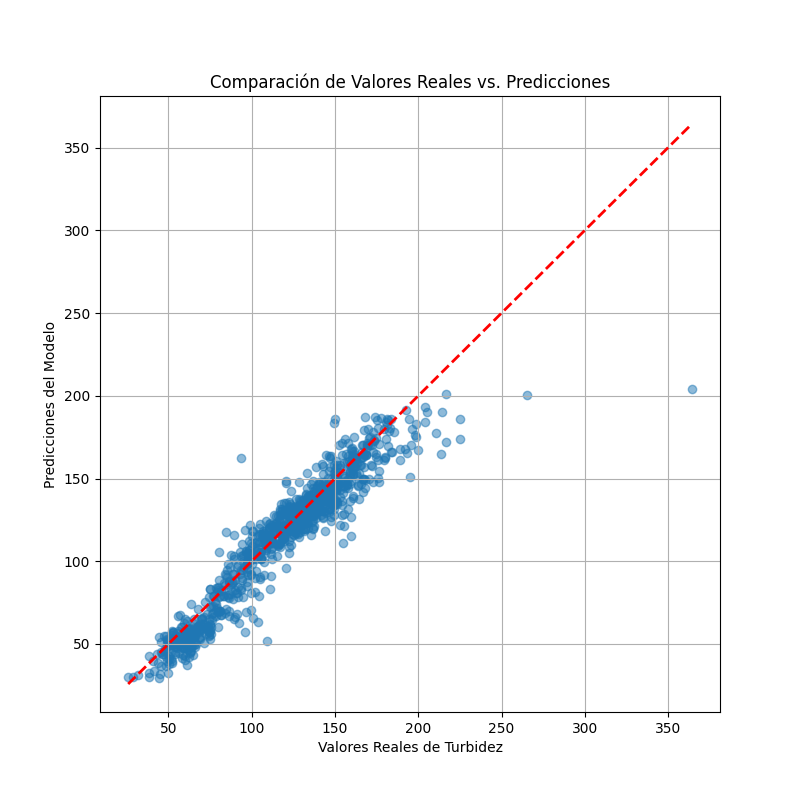 Comparación de Valores Reales vs. Predicciones
Predicciones del Modelo
350
300
250
200
150
100
50
50 100 150 200 250 300 350
Valores Reales de Turbidez